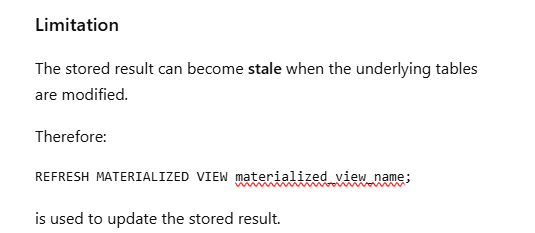 Limitation
The stored result can become stale when the underlying tables
are modified.
Therefore:
REFRESH MATERIALIZED VIEW materialized_view_name;
is used to update the stored result.